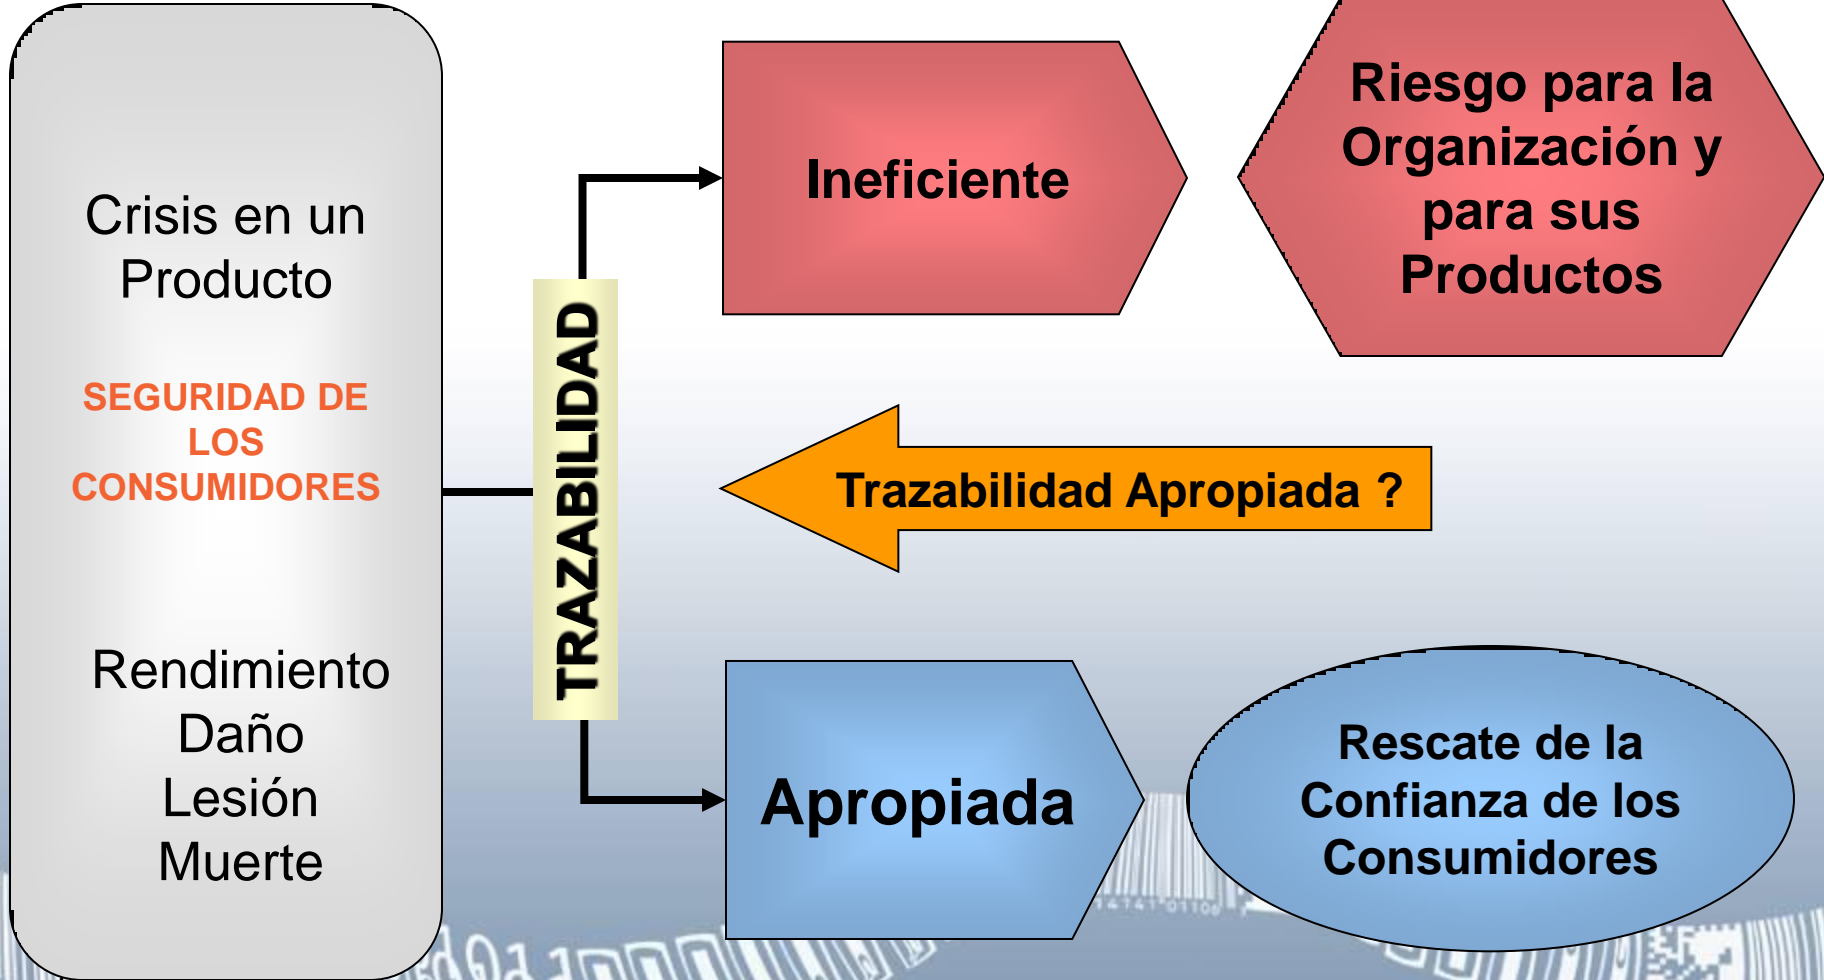 Crisis en un
Producto
SEGURIDAD DE
LOS
CONSUMIDORES
Rendimiento
Daño
Lesión
Muerte
TRAZABILIDAD
Ineficiente
Riesgo para la
Organización y
para sus
Productos
Trazabilidad Apropiada ?
Apropiada
Rescate de la
Confianza de los
Consumidores